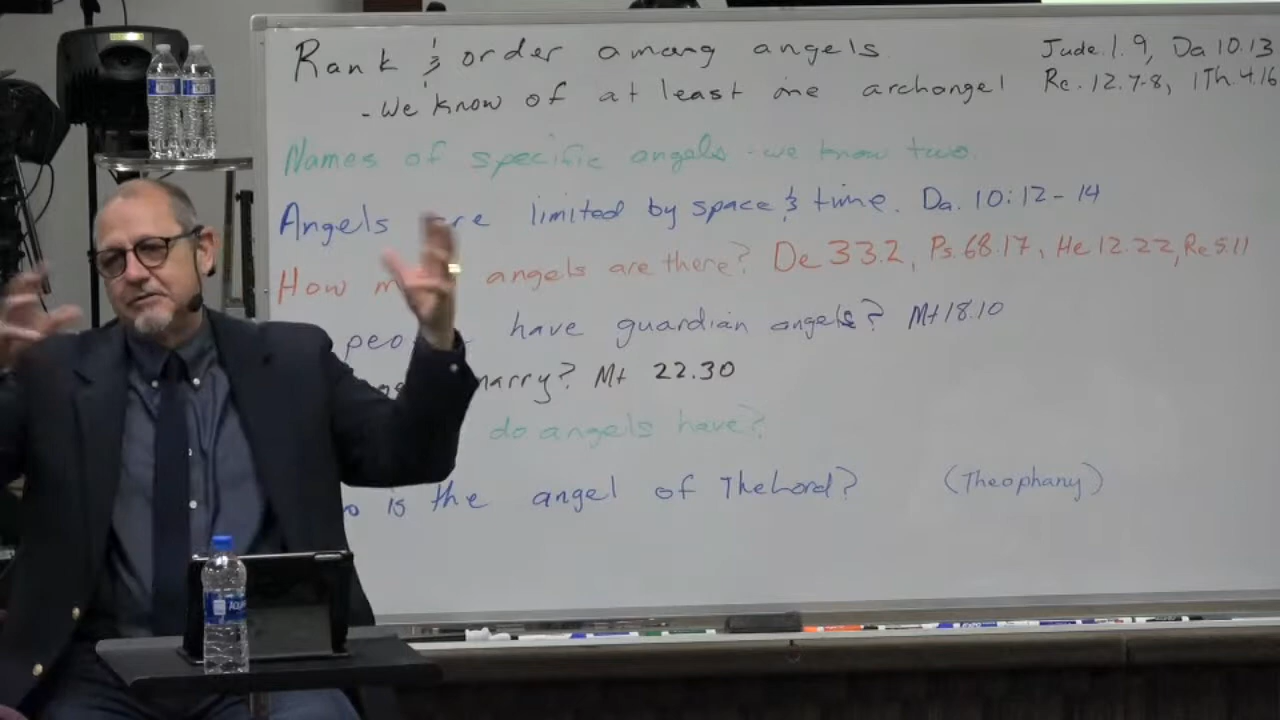 Rank & order among angels. Jude.1.9, Da 10.13
- We know of at least one archangel Re.12.7-8, 1Th.4.16
Names of specific angels - we know two.
Angels are limited by space & time. Da. 10:12-14
How angels are there? De 33.2, Ps.68.17, He 12.22, Re 5.11
have guardian angels? Mt 18.10
marry? Mt 22.30
do angels have?
is the angel of The Lord? (Theophany)